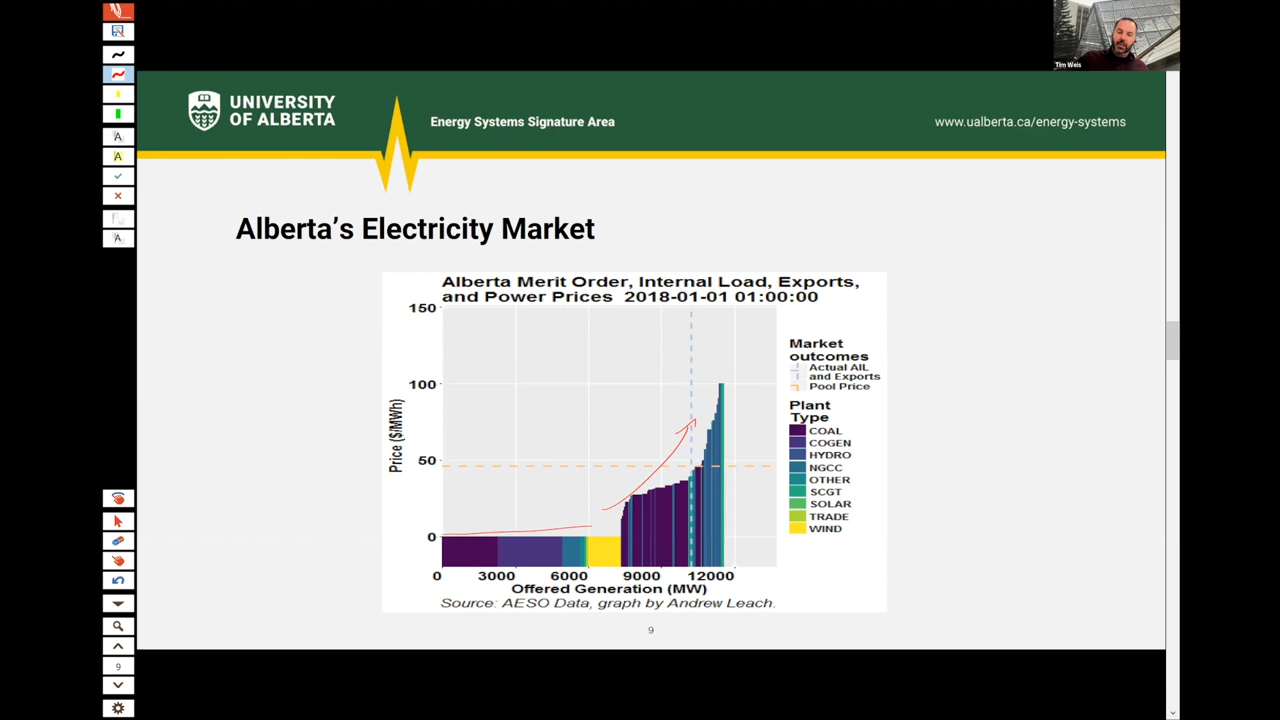 Tim Weis
UNIVERSITY
OF ALBERTA
Energy Systems Signature Area
www.ualberta.ca/energy-systems
Alberta's Electricity Market
Alberta Merit Order, Internal Load, Exports,
and Power Prices 2018-01-01 01:00:00
150
100
50
0
Price ($/MWh)
0 3000 6000 9000 12000
Offered Generation (MW)
Source: AESO Data, graph by Andrew Leach.
Market
outcomes
Actual AIL
and Exports
Pool Price
Plant
Type
COAL
COGEN
HYDRO
NGCC
OTHER
SCGT
SOLAR
TRADE
WIND
9
A
A
A
9